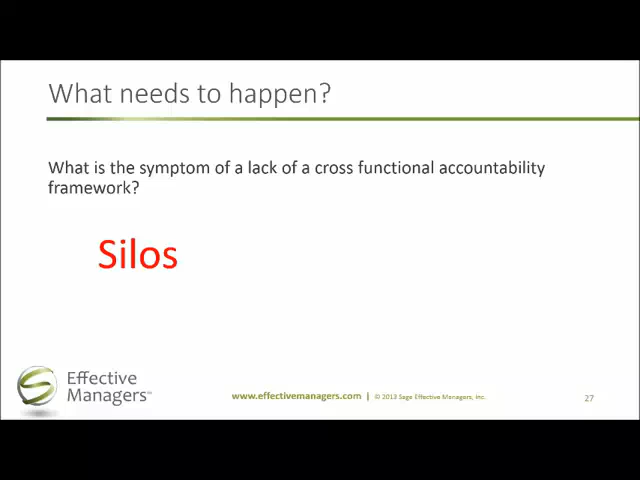 What needs to happen?
What is the symptom of a lack of a cross functional accountability
framework?
Silos
Effective
Managers℠
www.effectivemanagers.com | © 2013 Sage Effective Managers, Inc.
27